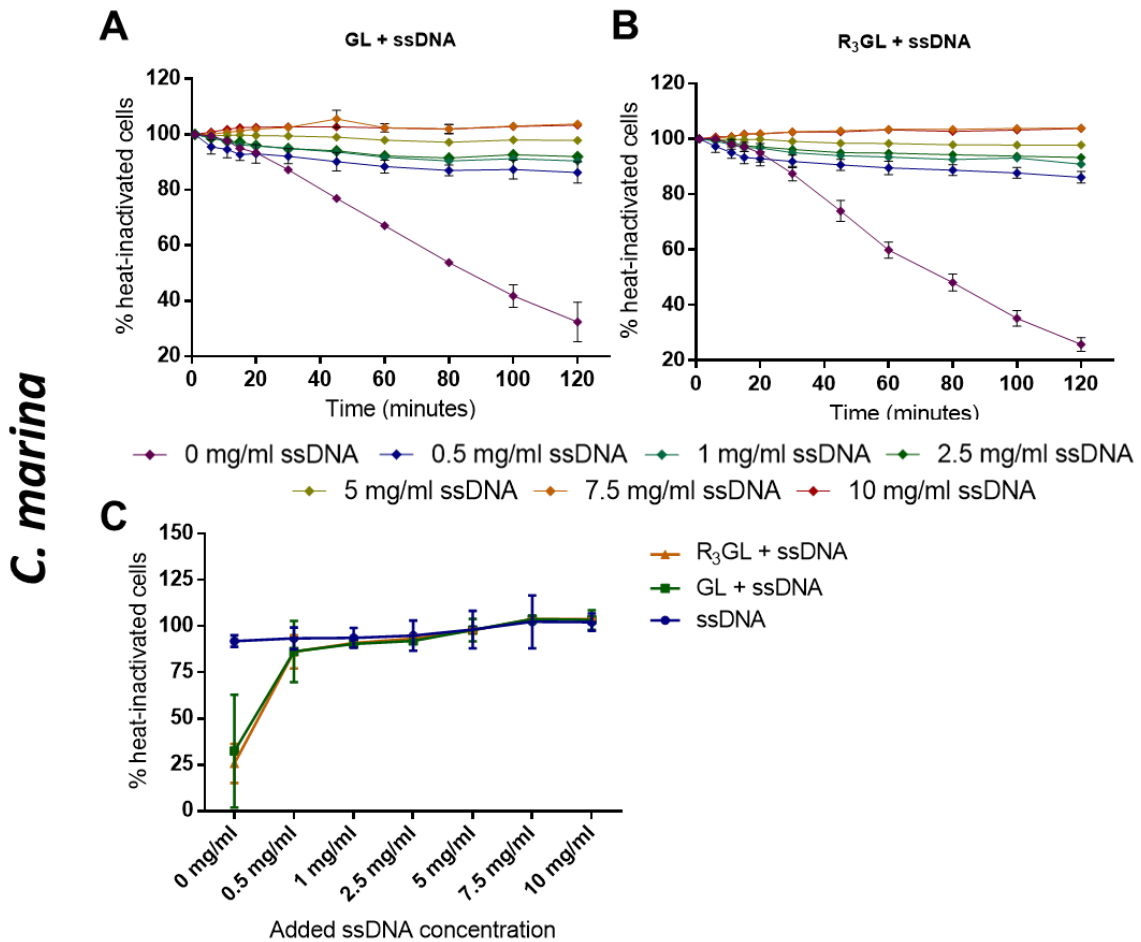 A
GL + ssDNA
% heat-inactivated cells
120
100
80
60
40
20
0 20 40 60 80 100 120
Time (minutes)
B
R₃GL + ssDNA
% heat-inactivated cells
120
100
80
60
40
20
0 20 40 60 80 100 120
Time (minutes)
C. marina
0 mg/ml ssDNA 0.5 mg/ml ssDNA 1 mg/ml ssDNA 2.5 mg/ml ssDNA
5 mg/ml ssDNA 7.5 mg/ml ssDNA 10 mg/ml ssDNA
C
% heat-inactivated cells
150
125
100
75
50
25
0
0 mg/ml
0.5 mg/ml
1 mg/ml
2.5 mg/ml
5 mg/ml
7.5 mg/ml
10 mg/ml
Added ssDNA concentration
R₃GL + ssDNA
GL + ssDNA
ssDNA